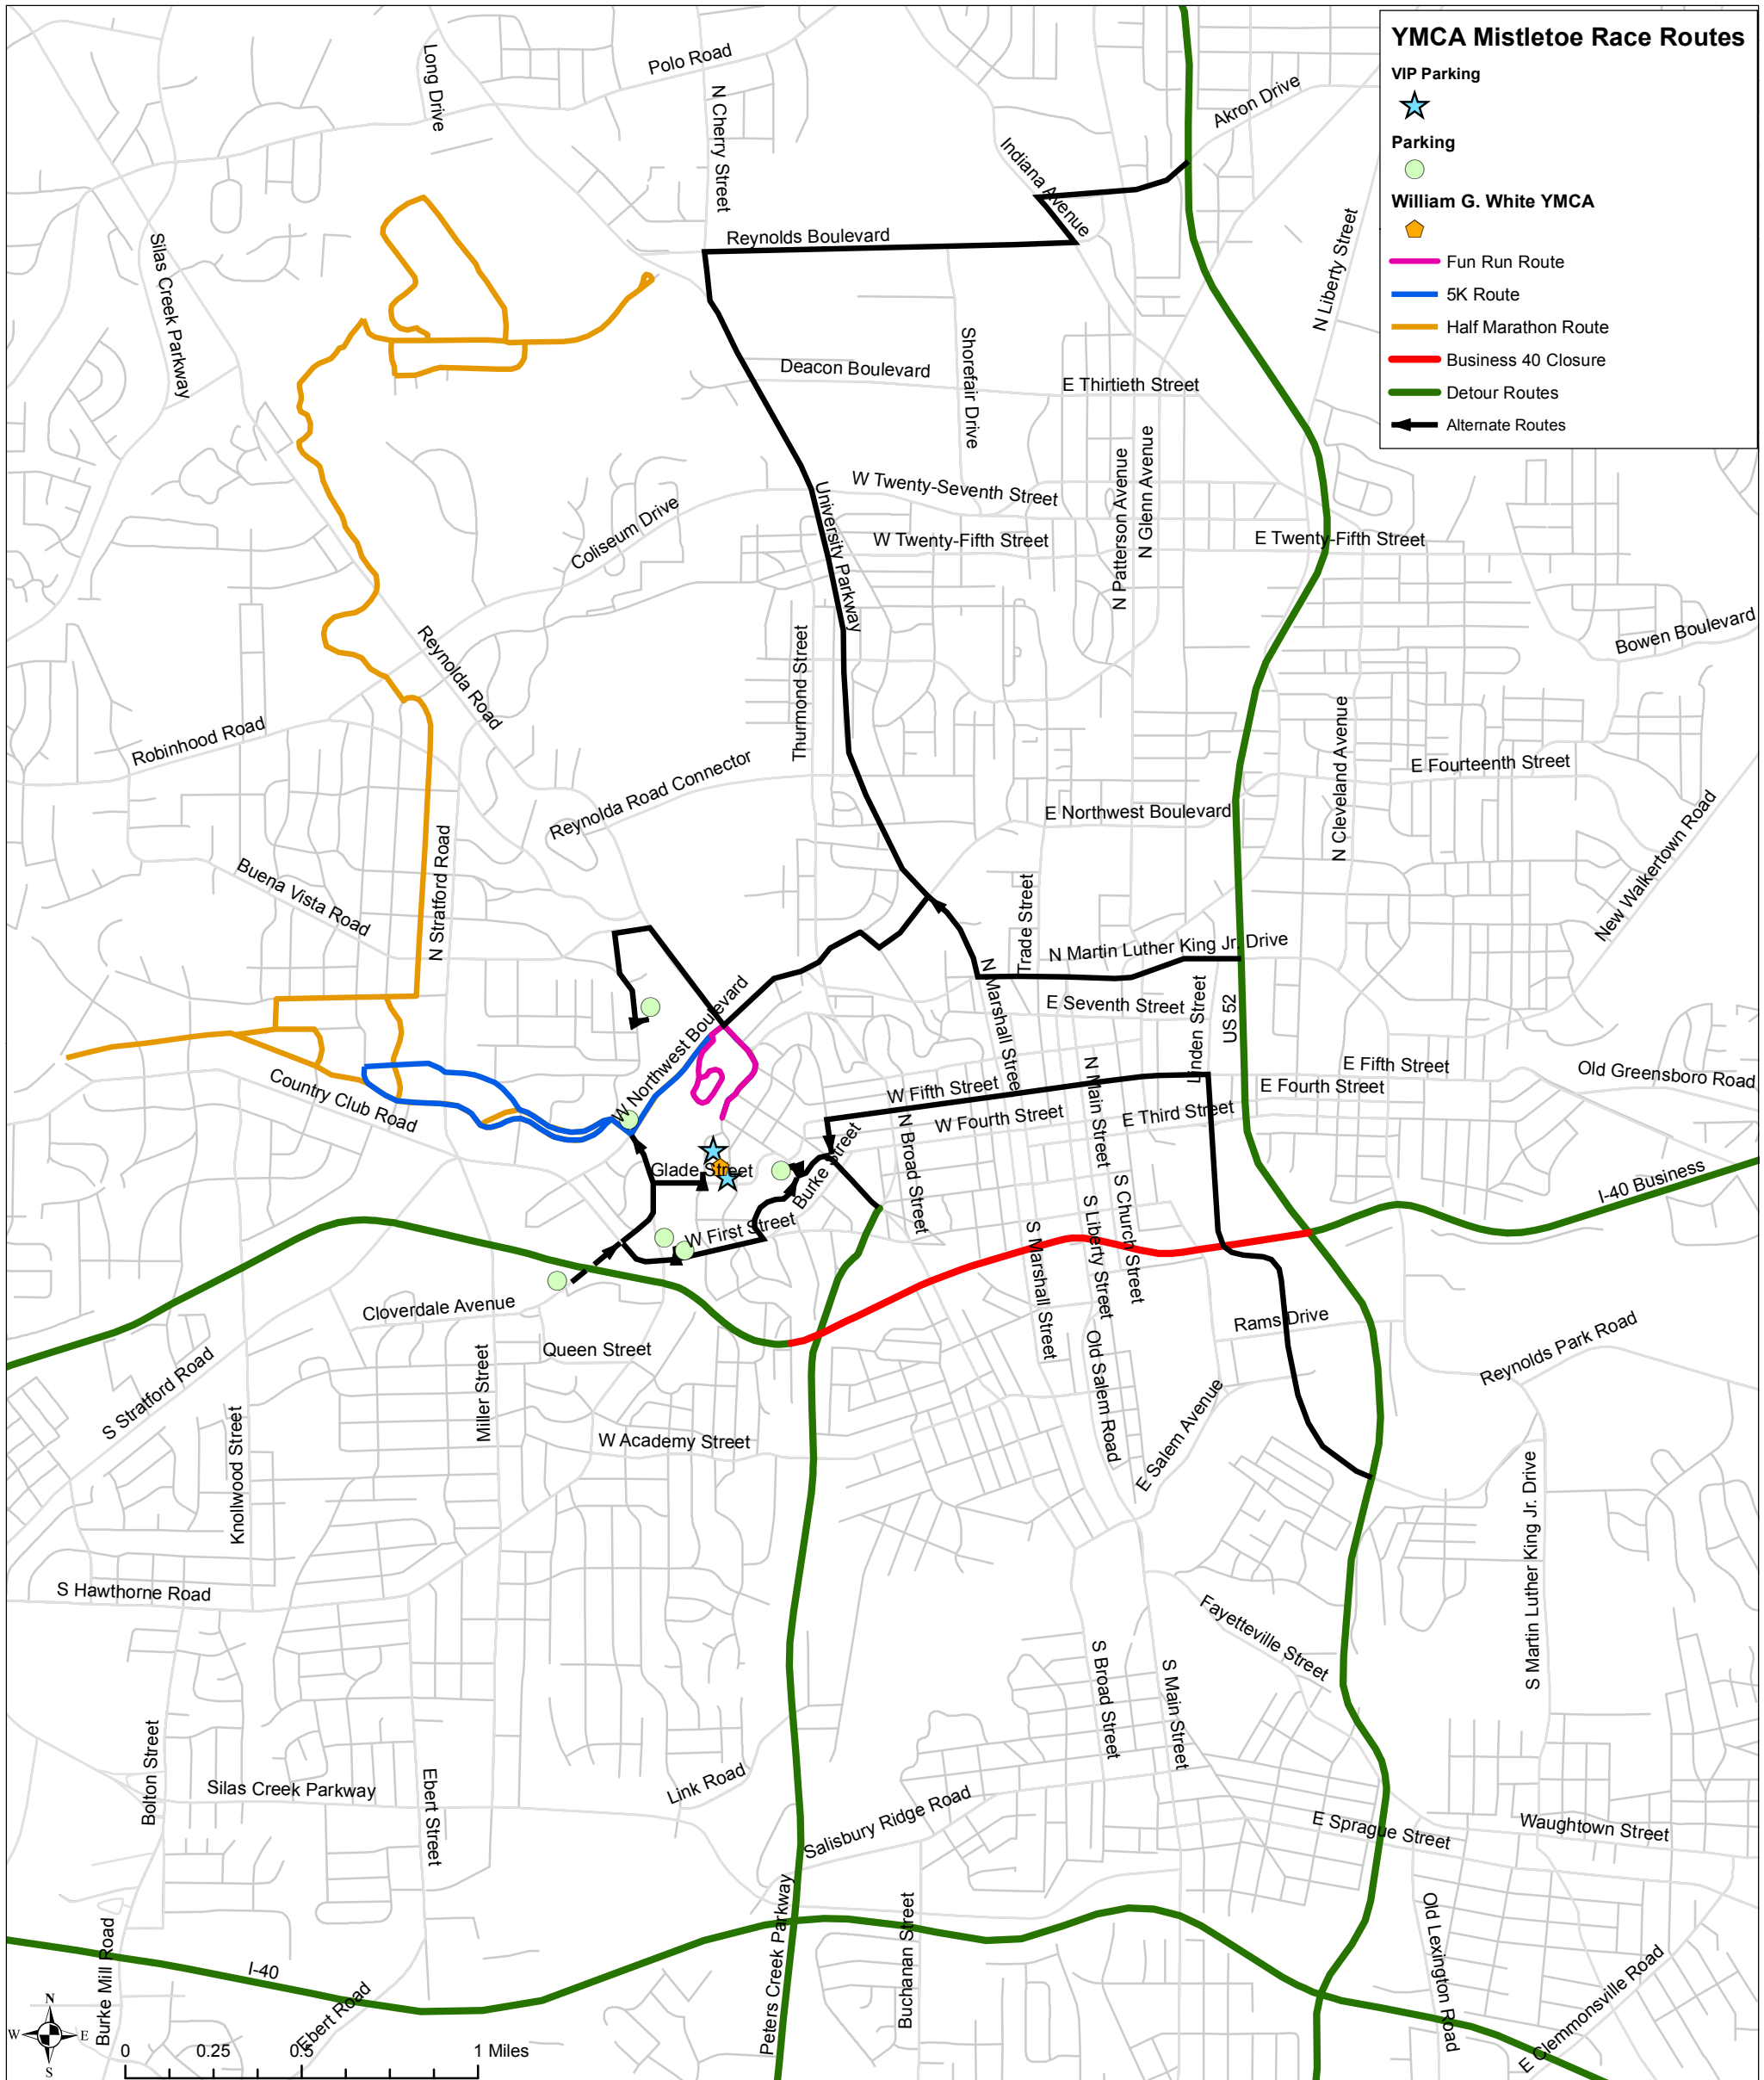 YMCA Mistletoe Race Routes
VIP Parking
Parking
William G. White YMCA
Fun Run Route
5K Route
Half Marathon Route
Business 40 Closure
Detour Routes
Alternate Routes
Polo Road
Long Drive
N Cherry Street
Akron Drive
Indiana Avenue
Silas Creek Parkway
Reynolds Boulevard
N Liberty Street
Shorefair Drive
Deacon Boulevard
E Thirtieth Street
W Twenty-Seventh Street
Coliseum Drive
University Parkway
W Twenty-Fifth Street
N Patterson Avenue
N Glenn Avenue
E Twenty-Fifth Street
Bowen Boulevard
Reynolda Road
Thurmond Street
Robinhood Road
N Cleveland Avenue
E Fourteenth Street
Reynolda Road Connector
E Northwest Boulevard
New Walkertown Road
Buena Vista Road
N Stratford Road
Trade Street
N Martin Luther King Jr. Drive
N Marshall Street
E Seventh Street
Linden Street
US 52
W Northwest Boulevard
Country Club Road
W Fifth Street
N Main Street
E Fifth Street
E Fourth Street
Old Greensboro Road
W Fourth Street
E Third Street
N Broad Street
Burke Street
Glade Street
I-40 Business
W First Street
S Marshall Street
S Liberty Street
S Church Street
Cloverdale Avenue
Rams Drive
Queen Street
Old Salem Road
Reynolds Park Road
S Stratford Road
Miller Street
Knollwood Street
W Academy Street
E Salem Avenue
S Martin Luther King Jr. Drive
S Hawthorne Road
Fayetteville Street
S Broad Street
S Main Street
Bolton Street
Silas Creek Parkway
Ebert Street
Link Road
Salisbury Ridge Road
E Sprague Street
Waughtown Street
Peters Creek Parkway
Buchanan Street
Old Lexington Road
Burke Mill Road
I-40
Ebert Road
E Clemmonsville Road
N
W E
S
0 0.25 0.5 1 Miles